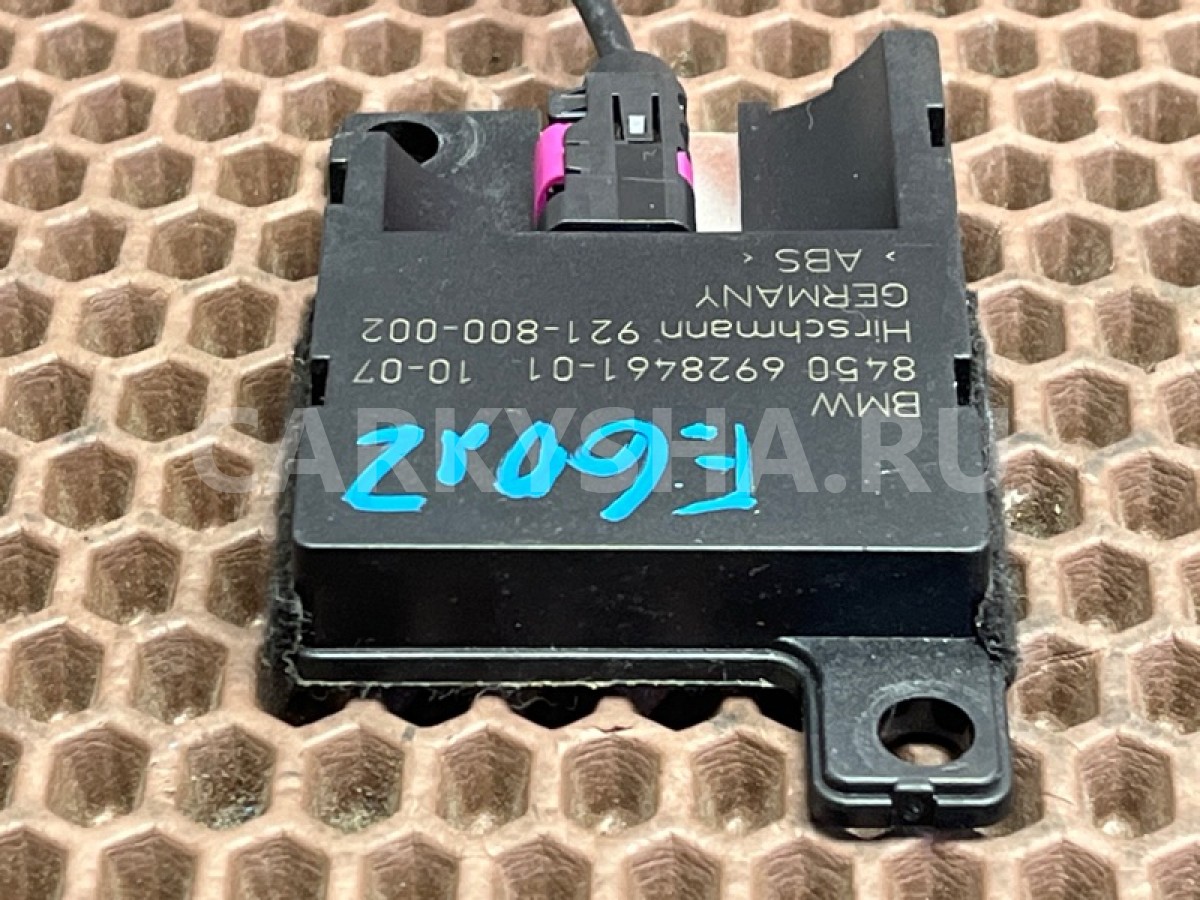 BMW
8450 6928461-01 10-07
Hirschmann 921-800-002
GERMANY
> ABS <
CARKYSHA.RU